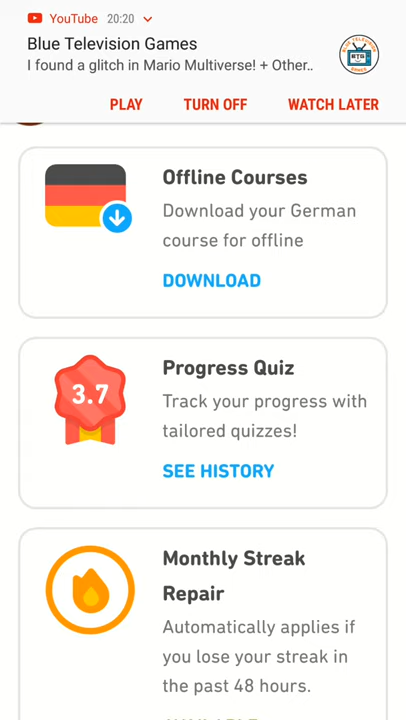 YouTube 20:20
Blue Television Games
I found a glitch in Mario Multiverse! + Other..
PLAY TURN OFF WATCH LATER
Offline Courses
Download your German
course for offline
DOWNLOAD
3.7
Progress Quiz
Track your progress with
tailored quizzes!
SEE HISTORY
Monthly Streak
Repair
Automatically applies if
you lose your streak in
the past 48 hours.